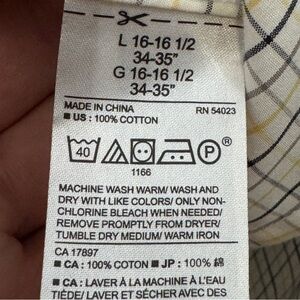 L 16-16 1/2
34-35"
G 16-16 1/2
34-35"
MADE IN CHINA RN 54023
■ US : 100% COTTON
40 P ®
1166
MACHINE WASH WARM/ WASH AND
DRY WITH LIKE COLORS/ ONLY NON-
CHLORINE BLEACH WHEN NEEDED/
REMOVE PROMPTLY FROM DRYER/
TUMBLE DRY MEDIUM/ WARM IRON
CA 17897
■ CA : 100% COTTON ■ JP : 100% 綿
■ CA : LAVER À LA MACHINE À L'EAU
TIÈDE/ LAVER ET SÉCHER AVEC DES